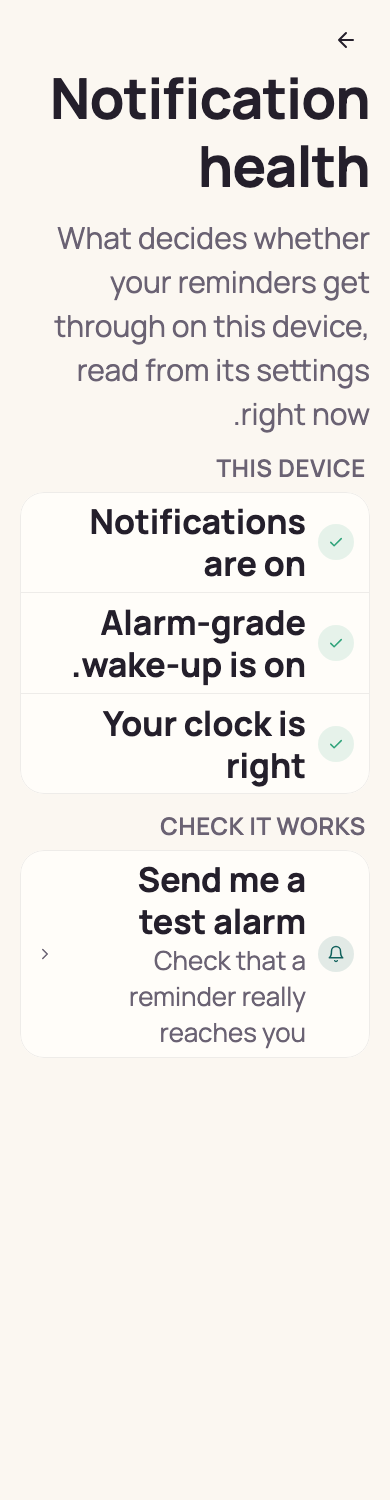 Notification
health
What decides whether
your reminders get
through on this device,
read from its settings
.right now
THIS DEVICE
Notifications
are on
Alarm-grade
.wake-up is on
Your clock is
right
CHECK IT WORKS
Send me a
test alarm
Check that a
reminder really
reaches you